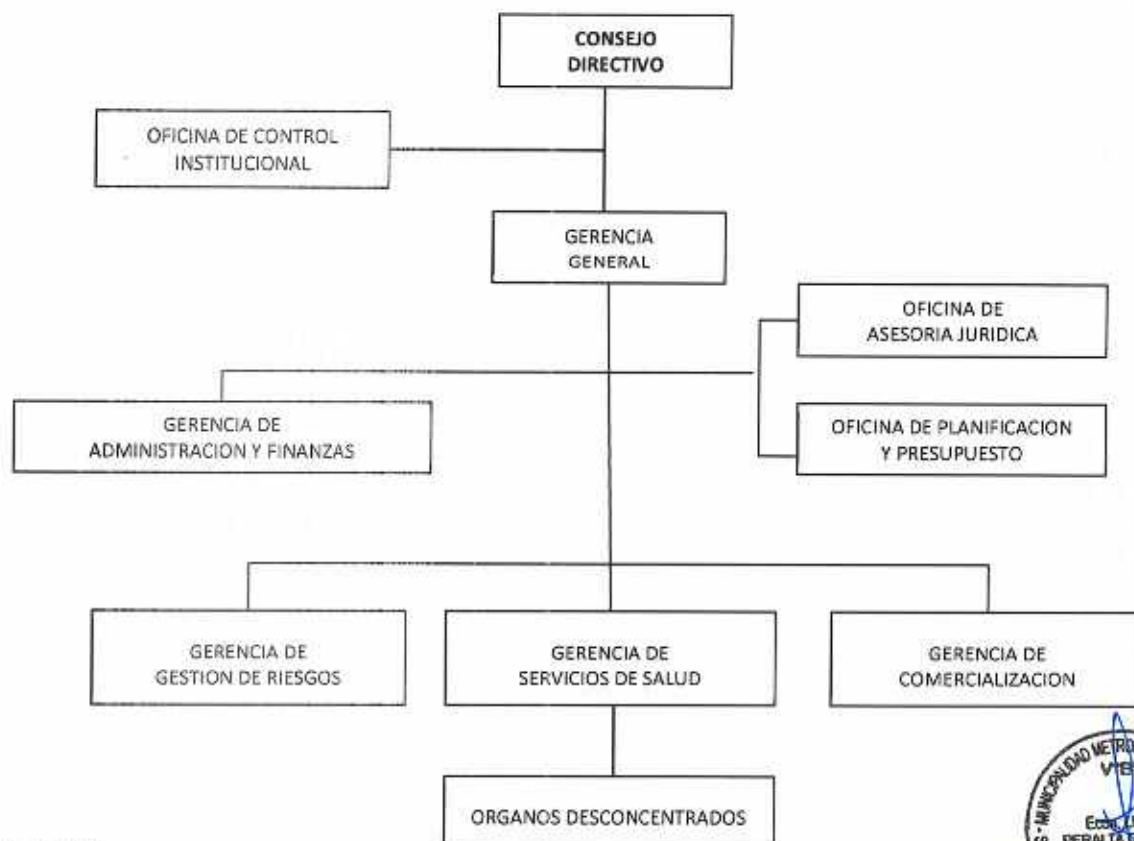 CONSEJO
DIRECTIVO
OFICINA DE CONTROL
INSTITUCIONAL
GERENCIA
GENERAL
OFICINA DE
ASESORIA JURIDICA
GERENCIA DE
ADMINISTRACION Y FINANZAS
OFICINA DE PLANIFICACION
Y PRESUPUESTO
GERENCIA DE
GESTION DE RIESGOS
GERENCIA DE
SERVICIOS DE SALUD
GERENCIA DE
COMERCIALIZACION
ORGANOS DESCONCENTRADOS
MUNICIPALIDAD